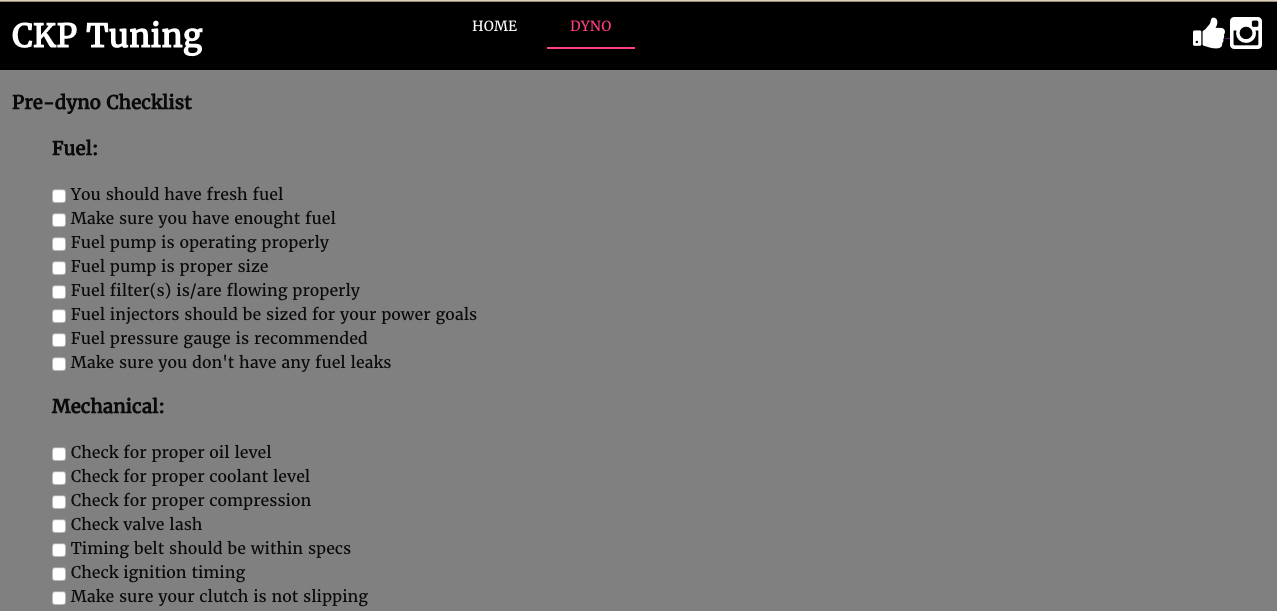 CKP Tuning
HOME
DYNO
Pre-dyno Checklist
Fuel:
You should have fresh fuel
Make sure you have enought fuel
Fuel pump is operating properly
Fuel pump is proper size
Fuel filter(s) is/are flowing properly
Fuel injectors should be sized for your power goals
Fuel pressure gauge is recommended
Make sure you don't have any fuel leaks
Mechanical:
Check for proper oil level
Check for proper coolant level
Check for proper compression
Check valve lash
Timing belt should be within specs
Check ignition timing
Make sure your clutch is not slipping